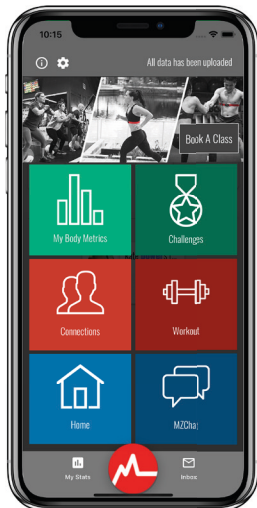 10:15
All data has been uploaded
Book A Class
My Body Metrics
Challenges
Connections
Workout
Home
MZCha:
My Stats
Inbox